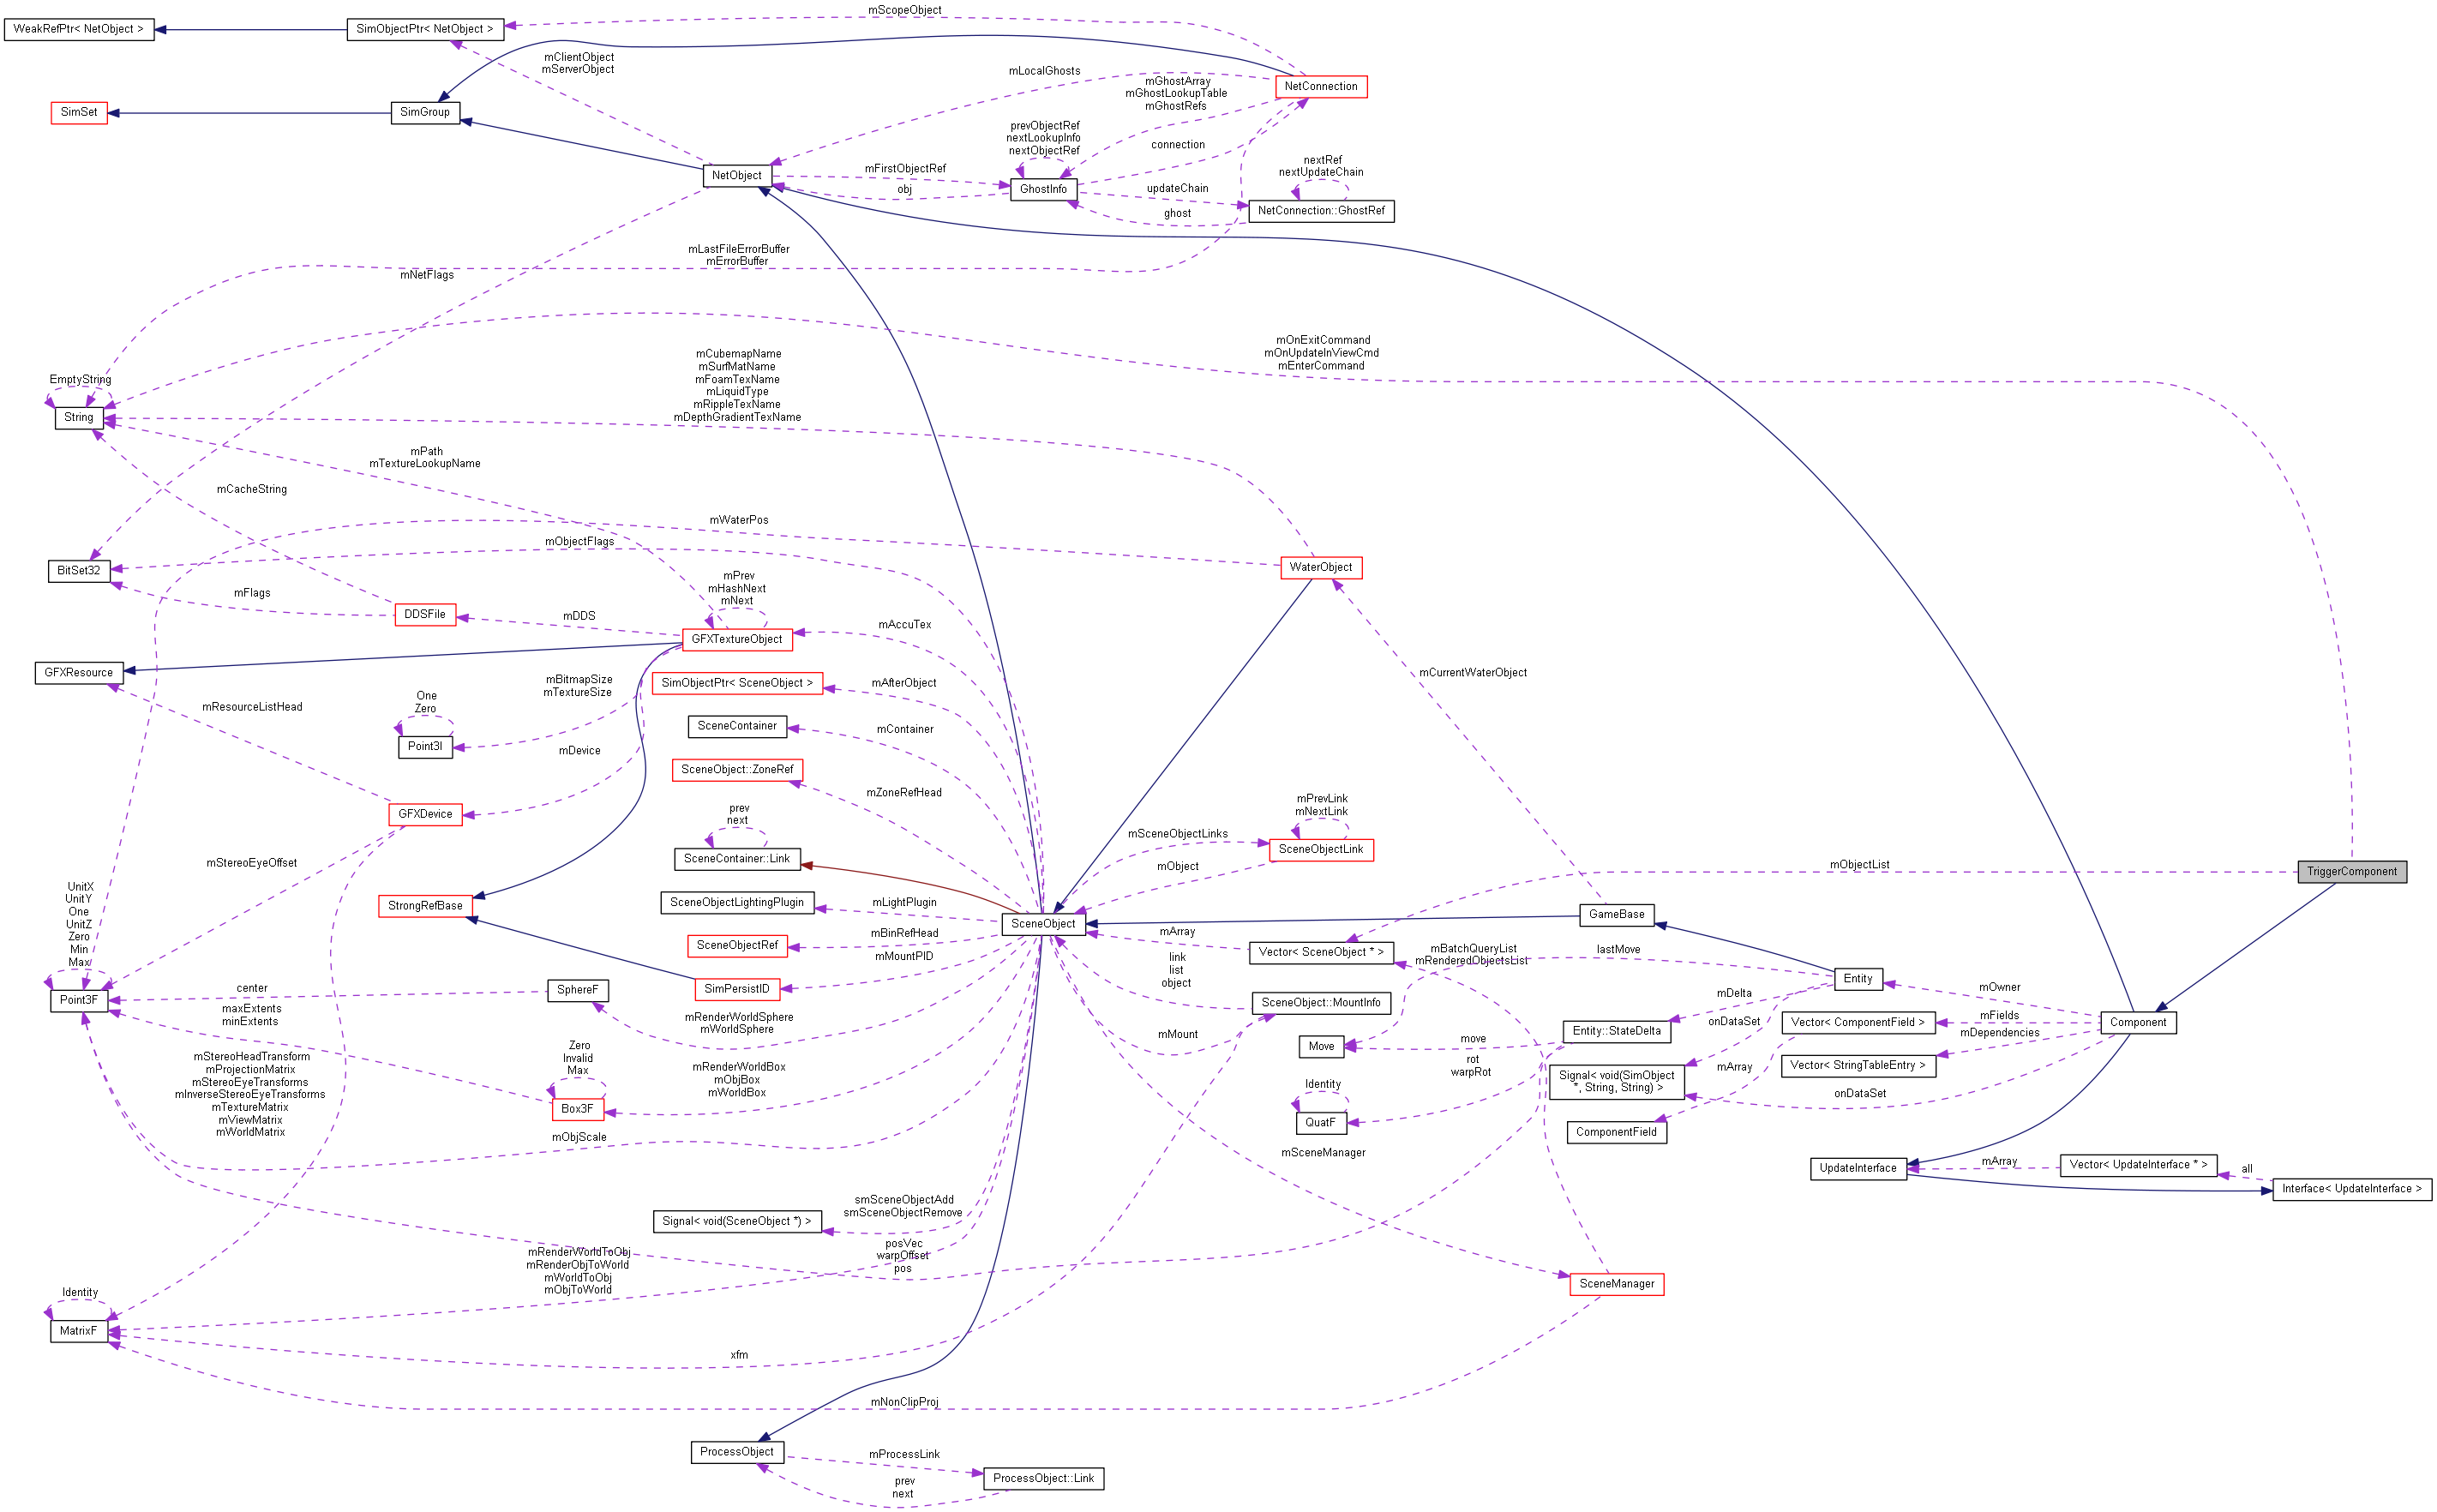 mScopeObject
WeakRefPtr< NetObject >
SimObjectPtr< NetObject >
mClientObject
mServerObject
mLocalGhosts
mGhostArray
mGhostLookupTable
mGhostRefs
NetConnection
SimSet
SimGroup
prevObjectRef
nextLookupInfo
nextObjectRef
connection
nextRef
nextUpdateChain
NetObject
mFirstObjectRef
obj
GhostInfo
updateChain
ghost
NetConnection::GhostRef
mLastFileErrorBuffer
mErrorBuffer
mNetFlags
mOnExitCommand
mOnUpdateInViewCmd
mEnterCommand
EmptyString
String
mCubemapName
mSurfMatName
mFoamTexName
mLiquidType
mRippleTexName
mDepthGradientTexName
mPath
mTextureLookupName
mCacheString
mWaterPos
mObjectFlags
BitSet32
WaterObject
mFlags
DDSFile
mDDS
mPrev
mHashNext
mNext
GFXTextureObject
mAccuTex
GFXResource
mBitmapSize
mTextureSize
SimObjectPtr< SceneObject >
mAfterObject
mCurrentWaterObject
mResourceListHead
One
Zero
Point3I
SceneContainer
mContainer
mDevice
SceneObject::ZoneRef
mZoneRefHead
GFXDevice
prev
next
SceneContainer::Link
mSceneObjectLinks
mPrevLink
mNextLink
SceneObjectLink
mObject
mStereoEyeOffset
mObjectList
TriggerComponent
UnitX
UnitY
One
UnitZ
Zero
Min
Max
Point3F
StrongRefBase
SceneObjectLightingPlugin
mLightPlugin
SceneObject
GameBase
SceneObjectRef
mBinRefHead
mArray
Vector< SceneObject * >
mBatchQueryList
mRenderedObjectsList
lastMove
mMountPID
link
list
object
Entity
center
SphereF
SimPersistID
mDelta
mOwner
maxExtents
minExtents
mRenderWorldSphere
mWorldSphere
SceneObject::MountInfo
mMount
Move
move
Entity::StateDelta
onDataSet
Vector< ComponentField >
mFields
Component
mDependencies
mStereoHeadTransform
mProjectionMatrix
mStereoEyeTransforms
mInverseStereoEyeTransforms
mTextureMatrix
mViewMatrix
mWorldMatrix
Zero
Invalid
Max
Box3F
mRenderWorldBox
mObjBox
mWorldBox
rot
warpRot
Signal< void(SimObject
*, String, String) >
mArray
Vector< StringTableEntry >
onDataSet
Identity
QuatF
mObjScale
ComponentField
mSceneManager
UpdateInterface
mArray
Vector< UpdateInterface * >
all
Interface< UpdateInterface >
Signal< void(SceneObject *) >
smSceneObjectAdd
smSceneObjectRemove
posVec
warpOffset
pos
mRenderWorldToObj
mRenderObjToWorld
mWorldToObj
mObjToWorld
SceneManager
Identity
MatrixF
xfm
mNonClipProj
ProcessObject
mProcessLink
prev
next
ProcessObject::Link